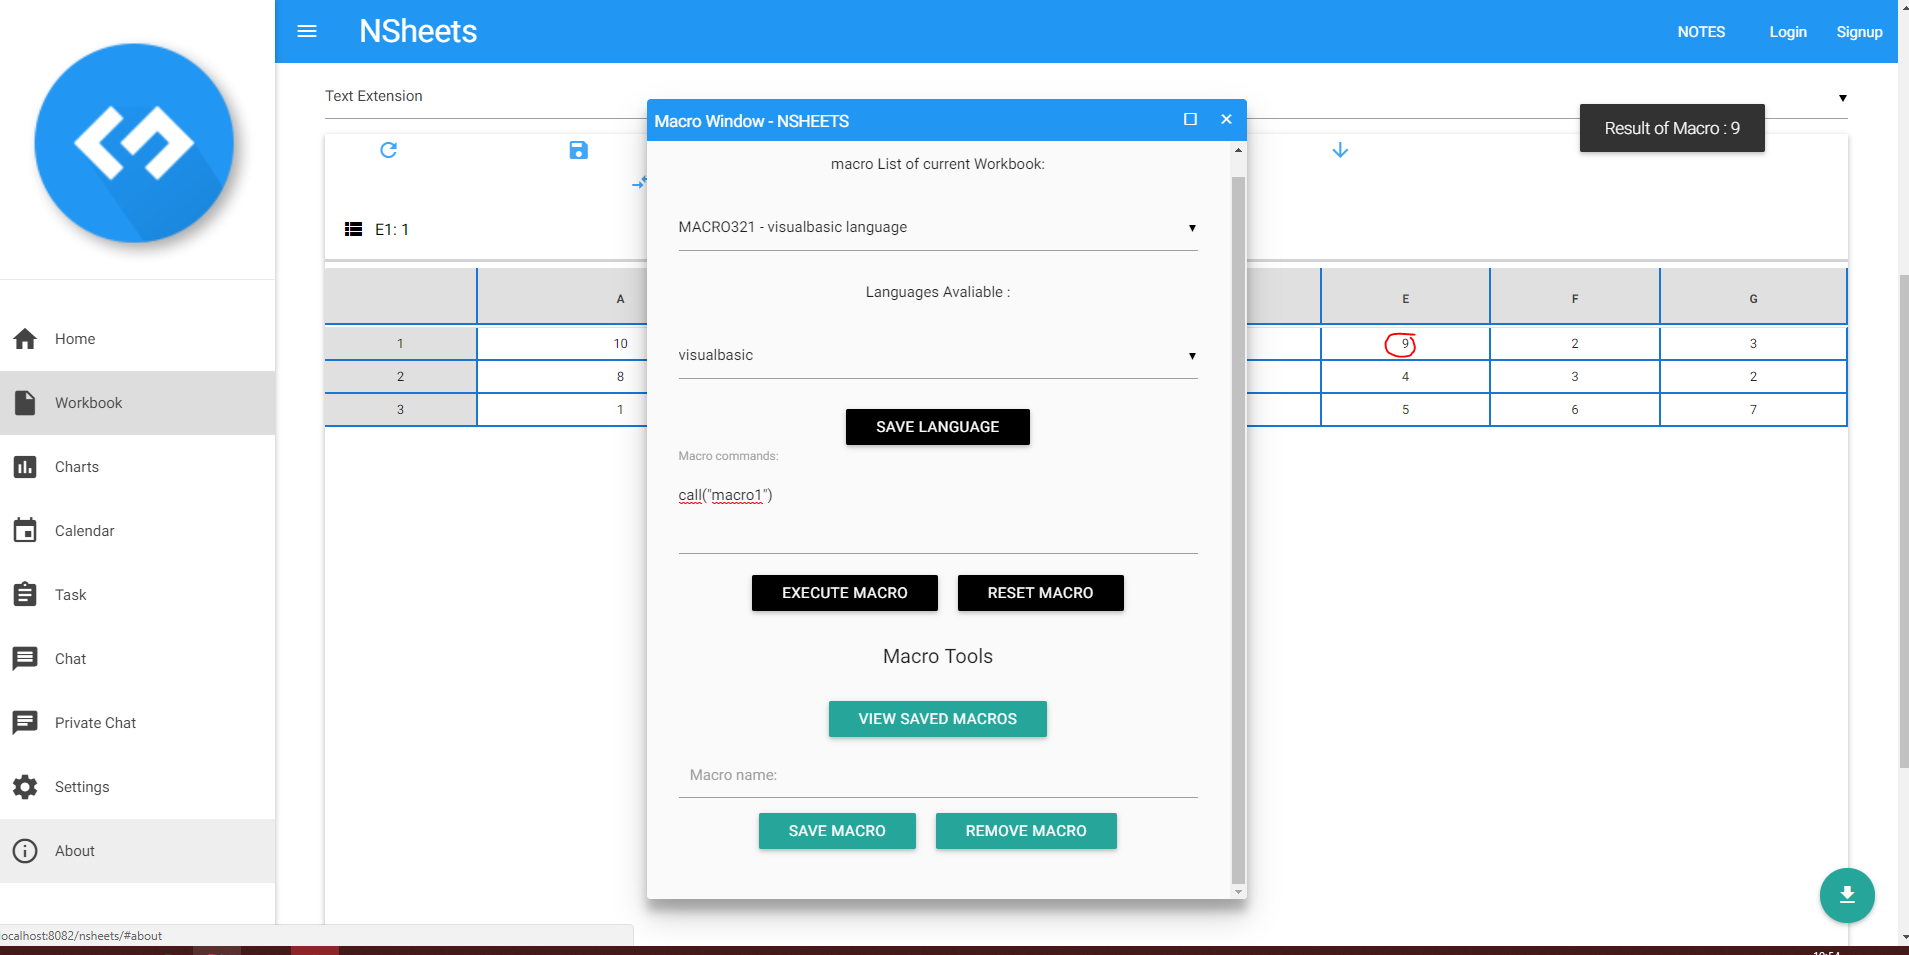 NSheets
NOTES
Login
Signup
Text Extension
Result of Macro : 9
Macro Window - NSHEETS
macro List of current Workbook:
MACRO321 - visualbasic language
Languages Avaliable :
visualbasic
SAVE LANGUAGE
Macro commands:
call("macro1")
EXECUTE MACRO
RESET MACRO
Macro Tools
VIEW SAVED MACROS
Macro name:
SAVE MACRO
REMOVE MACRO
E1: 1
A E F G
1 10 9 2 3
2 8 4 3 2
3 1 5 6 7
Home
Workbook
Charts
Calendar
Task
Chat
Private Chat
Settings
About
localhost:8082/nsheets/#about